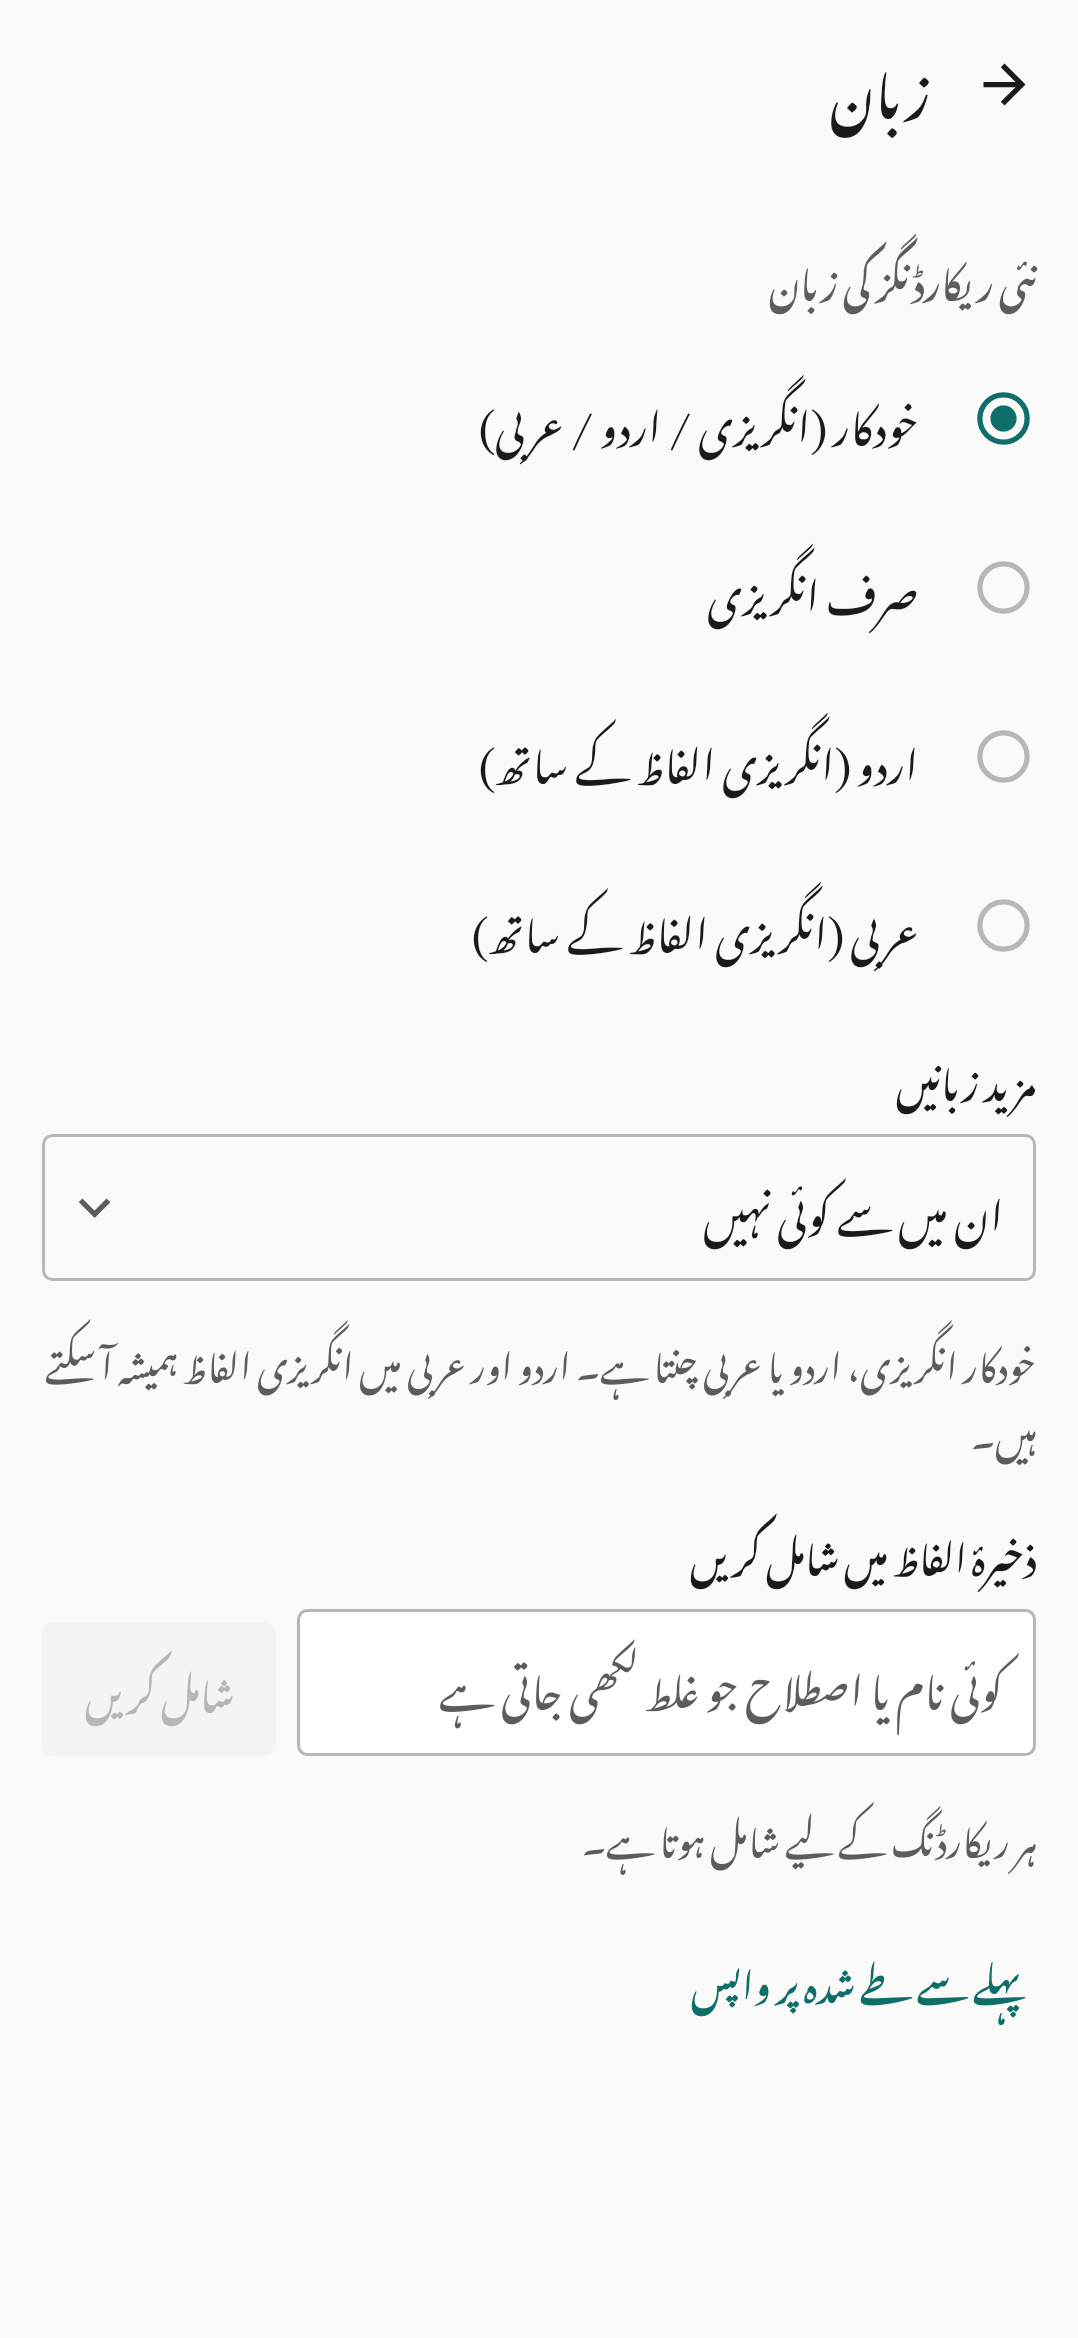 زبان
نئی ریکارڈنگز کی زبان
خودکار (انگریزی / اردو / عربی)
صرف انگریزی
اردو (انگریزی الفاظ کے ساتھ)
عربی (انگریزی الفاظ کے ساتھ)
مزید زبانیں
ان میں سے کوئی نہیں
خودکار انگریزی، اردو یا عربی چنتا ہے۔ اردو اور عربی میں انگریزی الفاظ ہمیشہ آ سکتے
ہیں۔
ذخیرۂ الفاظ میں شامل کریں
کوئی نام یا اصطلاح جو غلط لکھی جاتی ہے
شامل کریں
ہر ریکارڈنگ کے لیے شامل ہوتا ہے۔
پہلے سے طے شدہ پر واپس